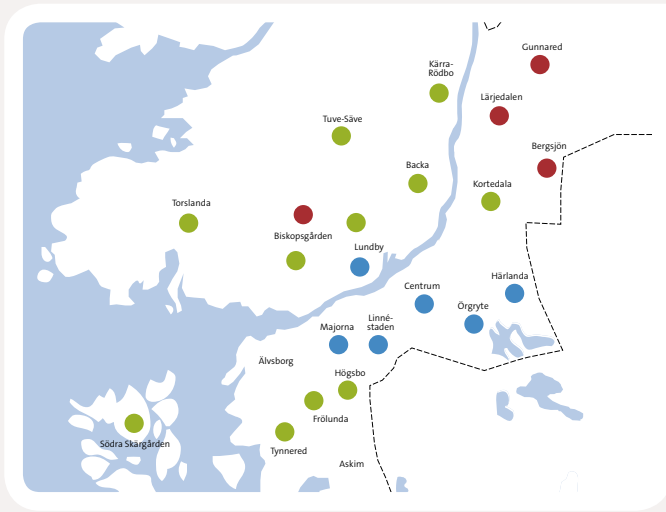 Gunnared
Kärra-
Rödbo
Lärjedalen
Tuve-Säve
Bergsjön
Backa
Kortedala
Torslanda
Biskopsgården
Lundby
Härlanda
Centrum
Örgryte
Linné-
staden
Majorna
Älvsborg
Högsbo
Frölunda
Södra Skärgården
Tynnered
Askim